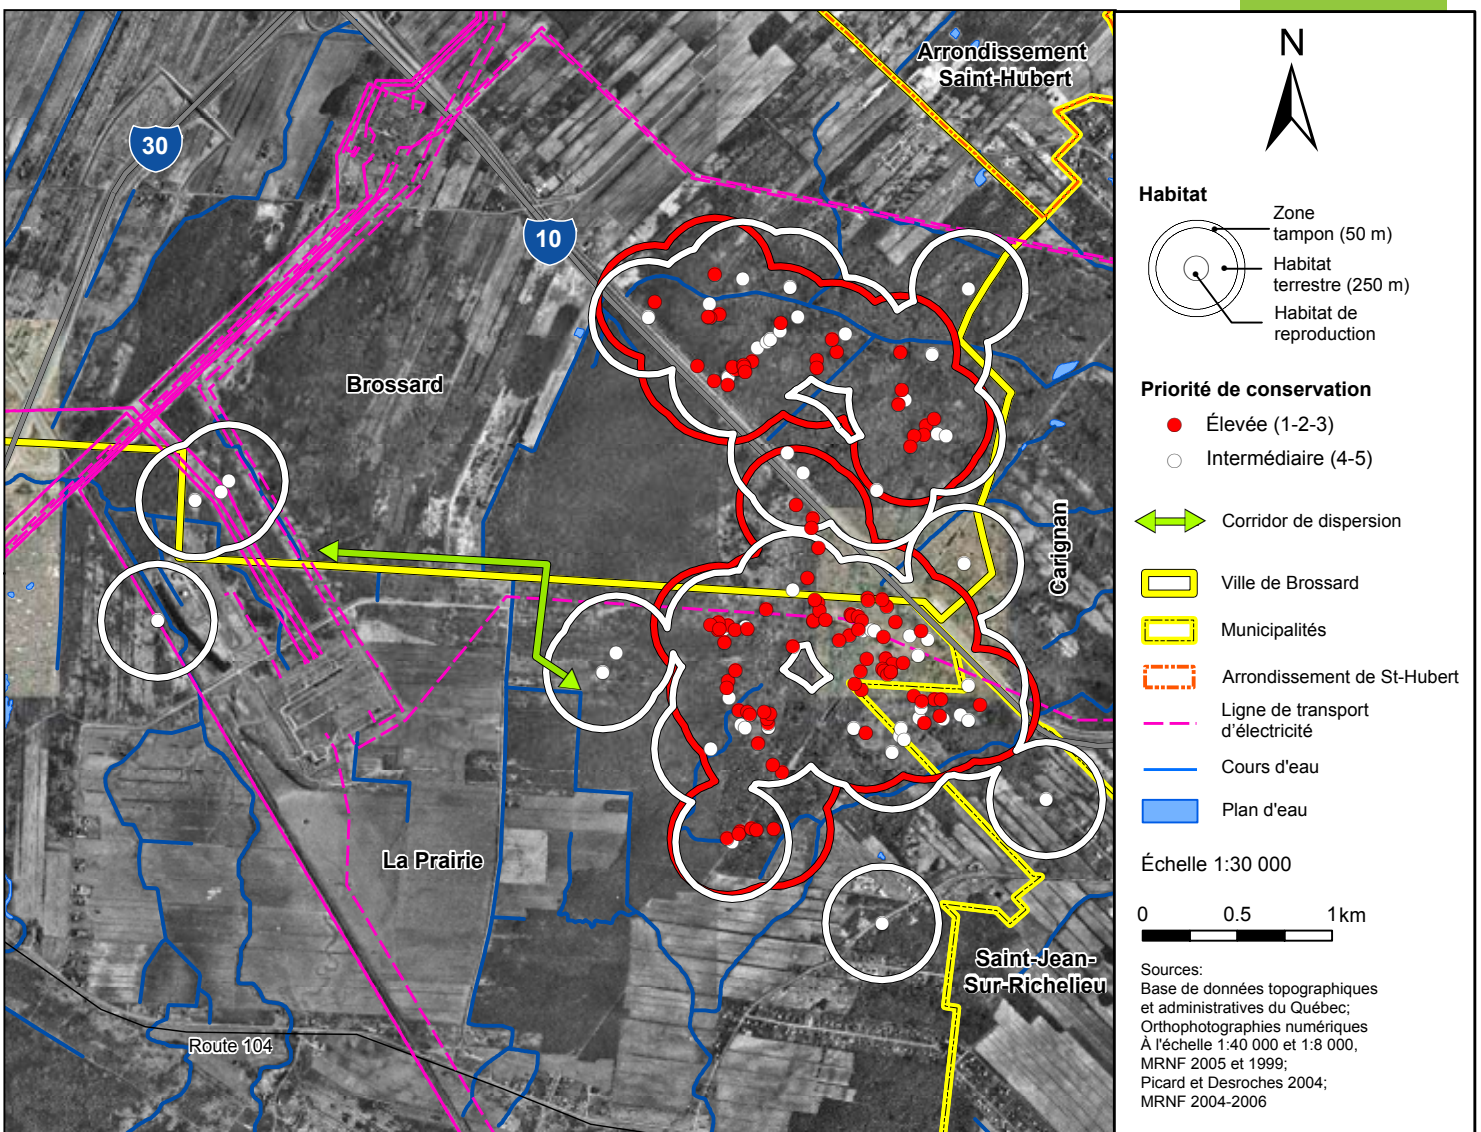 Arrondissement
Saint-Hubert
30
10
Brossard
Carignan
La Prairie
Saint-Jean-
Sur-Richelieu
Route 104
N
Habitat
Zone
tampon (50 m)
Habitat
terrestre (250 m)
Habitat de
reproduction
Priorité de conservation
Élevée (1-2-3)
Intermédiaire (4-5)
Corridor de dispersion
Ville de Brossard
Municipalités
Arrondissement de St-Hubert
Ligne de transport
d'électricité
Cours d'eau
Plan d'eau
Échelle 1:30 000
0 0.5 1 km
Sources:
Base de données topographiques
et administratives du Québec;
Orthophotographies numériques
À l'échelle 1:40 000 et 1:8 000,
MRNF 2005 et 1999;
Picard et Desroches 2004;
MRNF 2004-2006